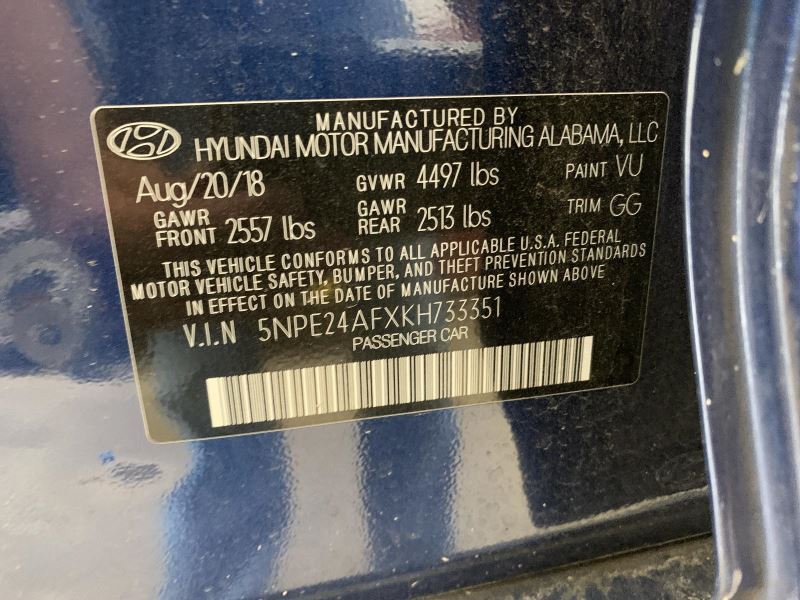 MANUFACTURED BY
HYUNDAI MOTOR MANUFACTURING ALABAMA, LLC
Aug/20/18 GVWR 4497 lbs PAINT VU
GAWR FRONT 2557 lbs GAWR REAR 2513 lbs TRIM GG
THIS VEHICLE CONFORMS TO ALL APPLICABLE U.S.A. FEDERAL
MOTOR VEHICLE SAFETY, BUMPER, AND THEFT PREVENTION STANDARDS
IN EFFECT ON THE DATE OF MANUFACTURE SHOWN ABOVE
V.I.N 5NPE24AFXKH733351
PASSENGER CAR